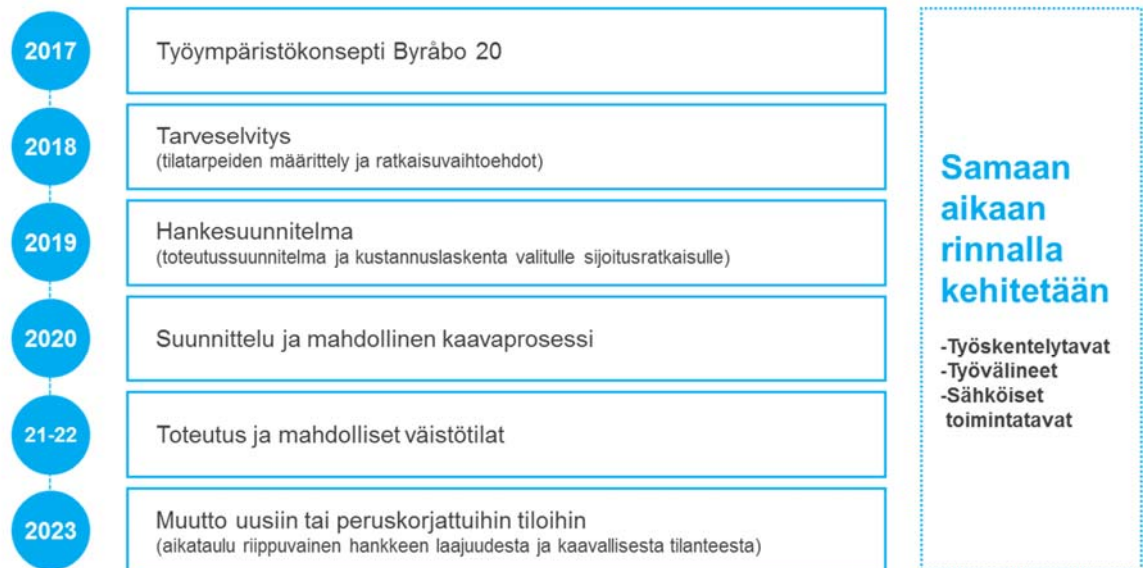 2017
Työympäristökonsepti Byråbo 20
2018
Tarveselvitys
(tilatarpeiden määrittely ja ratkaisuvaihtoehdot)
2019
Hankesuunnitelma
(toteutussuunnitelma ja kustannuslaskenta valitulle sijoitusratkaisulle)
2020
Suunnittelu ja mahdollinen kaavaprosessi
21-22
Toteutus ja mahdolliset väistötilat
2023
Muutto uusiin tai peruskorjattuihin tiloihin
(aikataulu riippuvainen hankkeen laajuudesta ja kaavallisesta tilanteesta)
Samaan
aikaan
rinnalla
kehitetään
-Työskentelytavat
-Työvälineet
-Sähköiset
toimintatavat